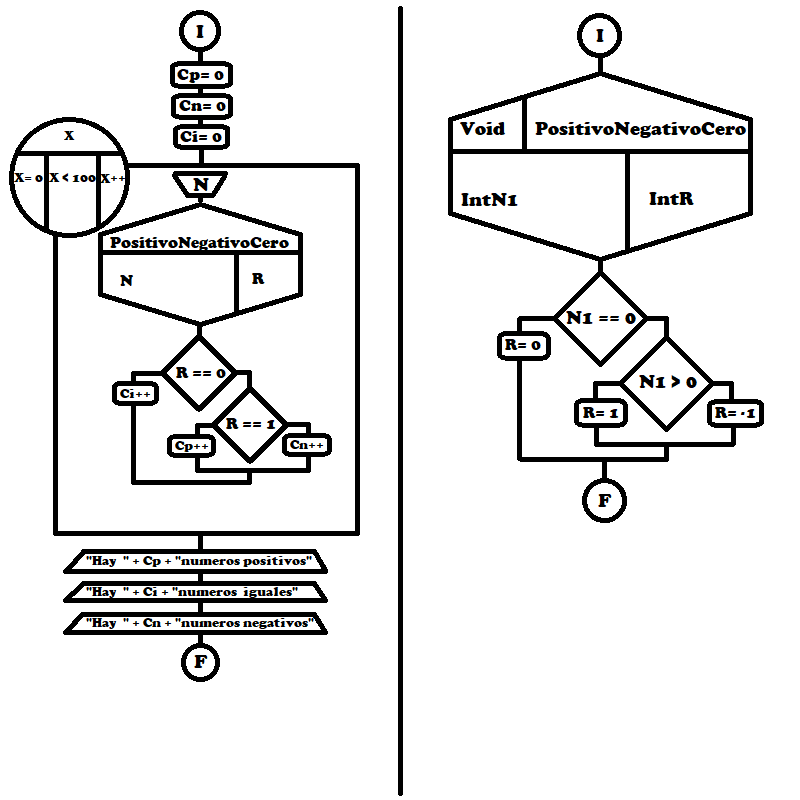 I
Cp= 0
Cn= 0
Ci= 0
X
X= 0
X < 100
X++
N
PositivoNegativoCero
N
R
R == 0
Ci++
R == 1
Cp++
Cn++
"Hay " + Cp + "numeros positivos"
"Hay " + Ci + "numeros iguales"
"Hay " + Cn + "numeros negativos"
F
I
Void
PositivoNegativoCero
IntN1
IntR
N1 == 0
R= 0
N1 > 0
R= 1
R= -1
F